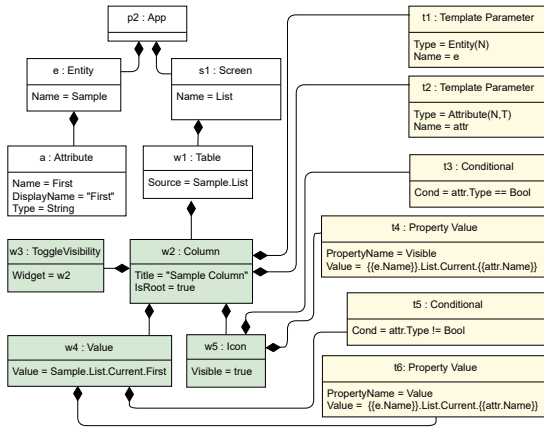 p2 : App
t1 : Template Parameter
Type = Entity(N)
Name = e
e : Entity
Name = Sample
s1 : Screen
Name = List
t2 : Template Parameter
Type = Attribute(N,T)
Name = attr
a : Attribute
Name = First
DisplayName = "First"
Type = String
w1 : Table
Source = Sample.List
t3 : Conditional
Cond = attr.Type == Bool
t4 : Property Value
PropertyName = Visible
Value =  {{e.Name}}.List.Current.{{attr.Name}}
w3 : ToggleVisibility
Widget = w2
w2 : Column
Title = "Sample Column"
IsRoot = true
t5 : Conditional
Cond = attr.Type != Bool
w4 : Value
Value = Sample.List.Current.First
w5 : Icon
Visible = true
t6: Property Value
PropertyName = Value
Value =  {{e.Name}}.List.Current.{{attr.Name}}